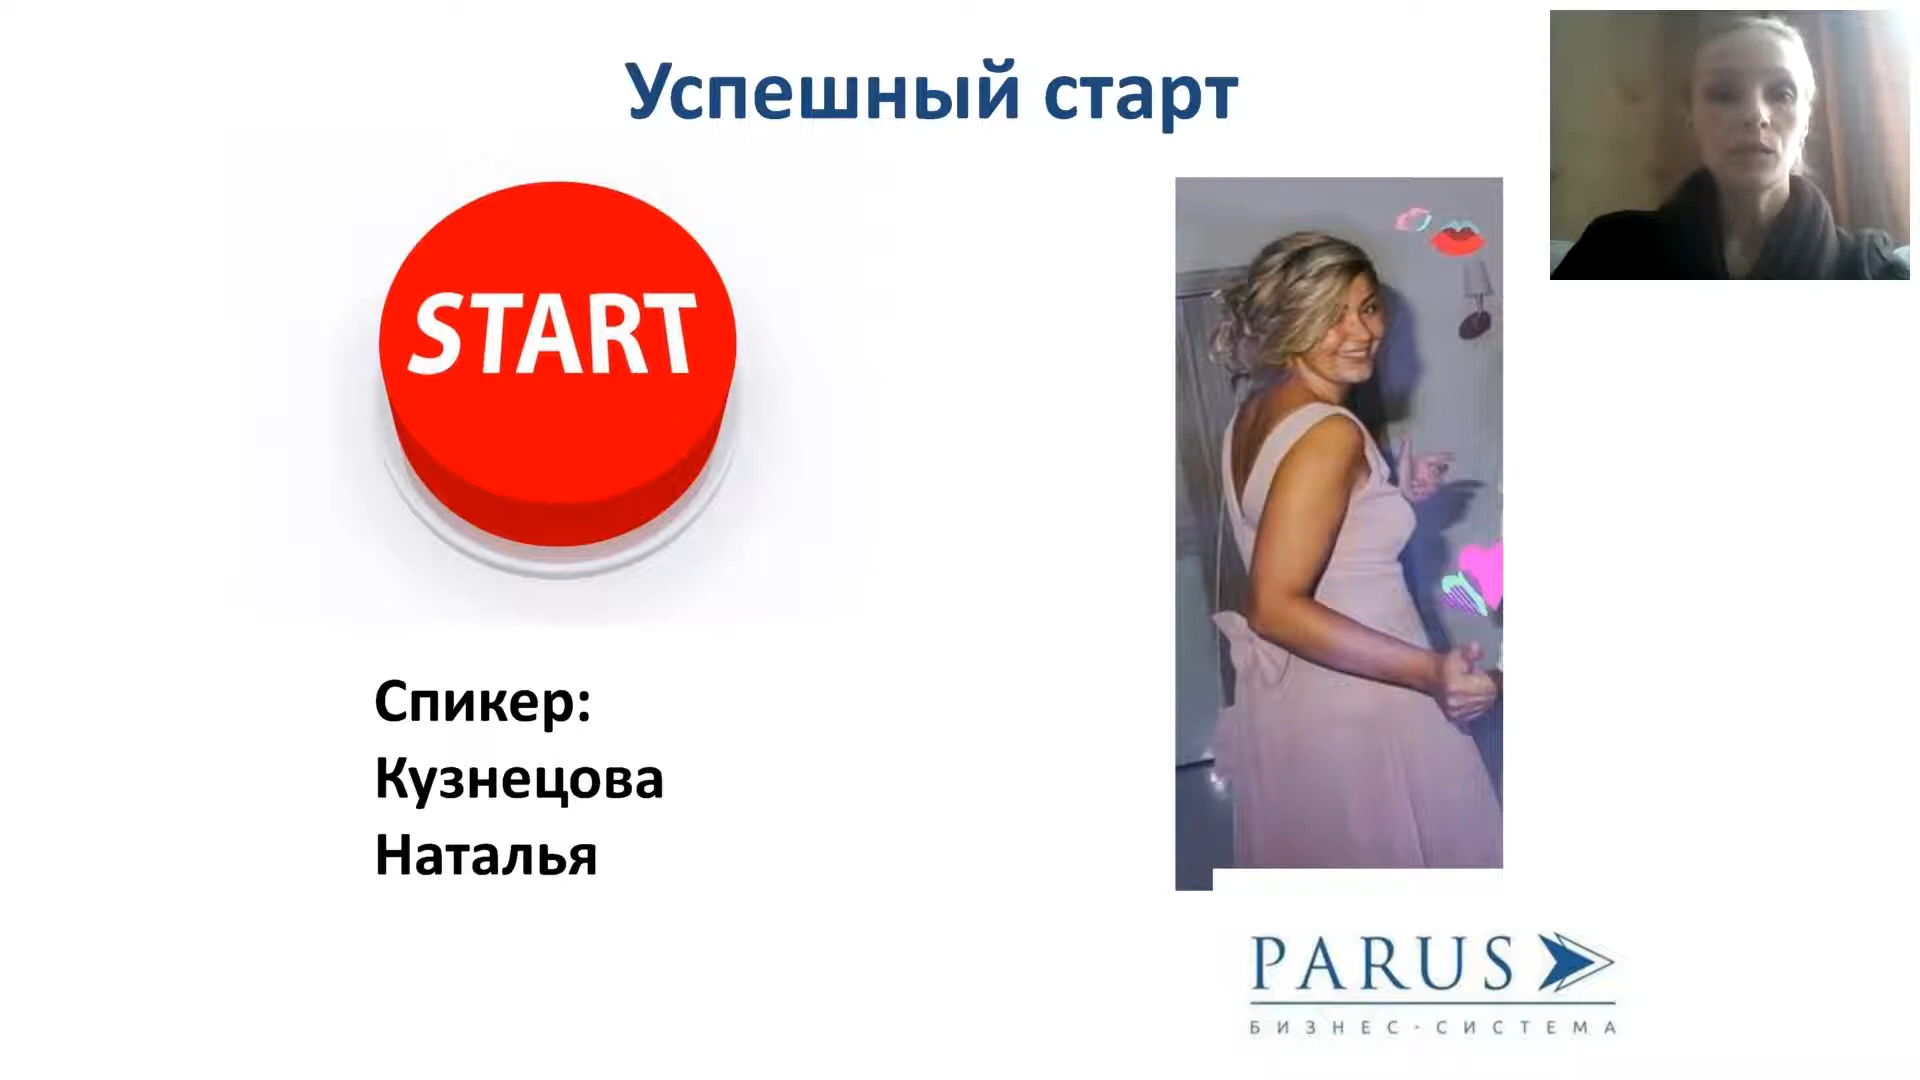 Успешный старт
START
Спикер:
Кузнецова
Наталья
PARUS
БИЗНЕС·СИСТЕМА